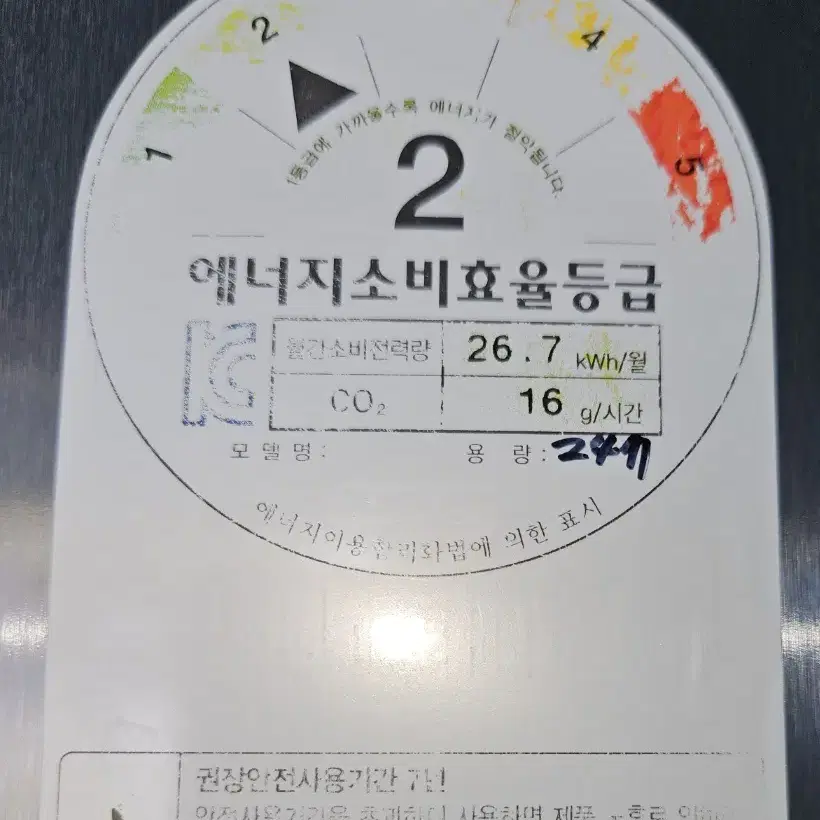 1
2
4
5
1등급에 가까울수록 에너지가 절약됩니다.
2
에너지소비효율등급
월간소비전력량 26.7 kWh/월
CO₂ 16 g/시간
모델명: 용량:
에너지이용합리화법에 의한 표시
권장안전사용기간 7년